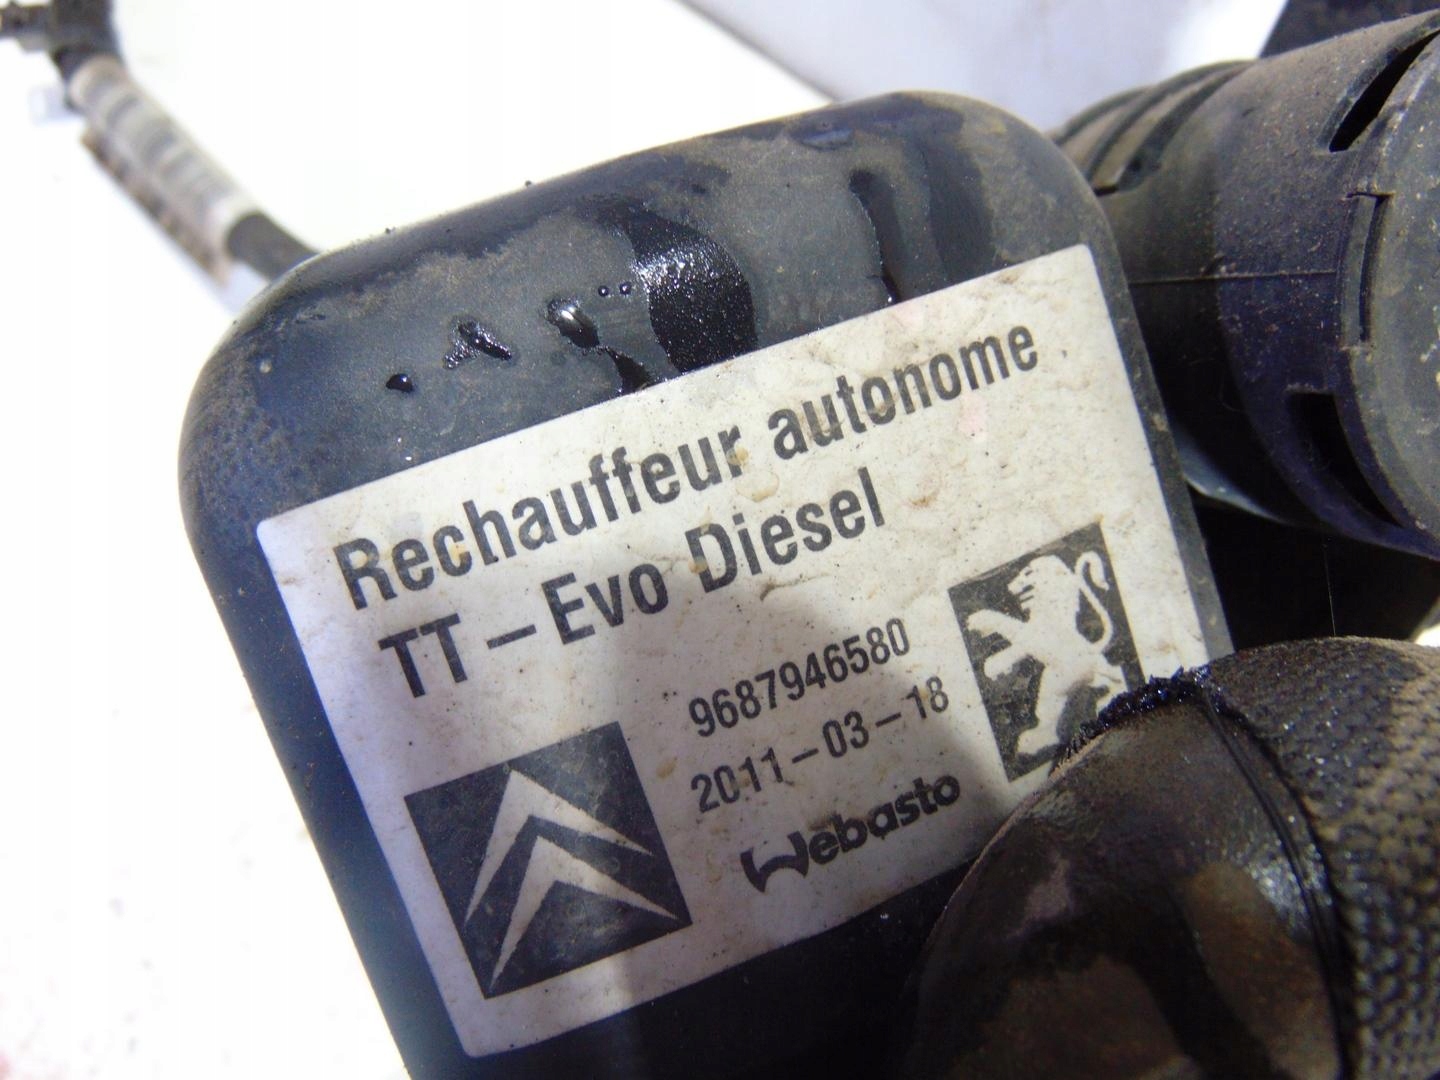 Rechauffeur autonome
TT – Evo Diesel
9687946580
2011–03–18
Webasto